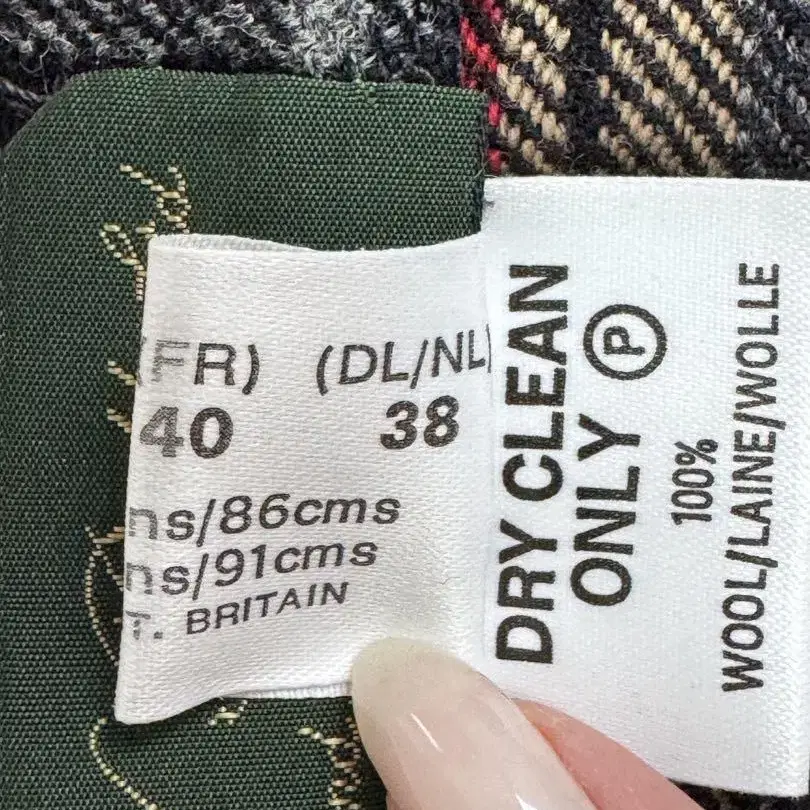 (FR) (DL/NL)
40 38
ns/86cms
ns/91cms
T. BRITAIN
DRY CLEAN
ONLY Ⓟ
100%
WOOL/LAINE/WOLLE